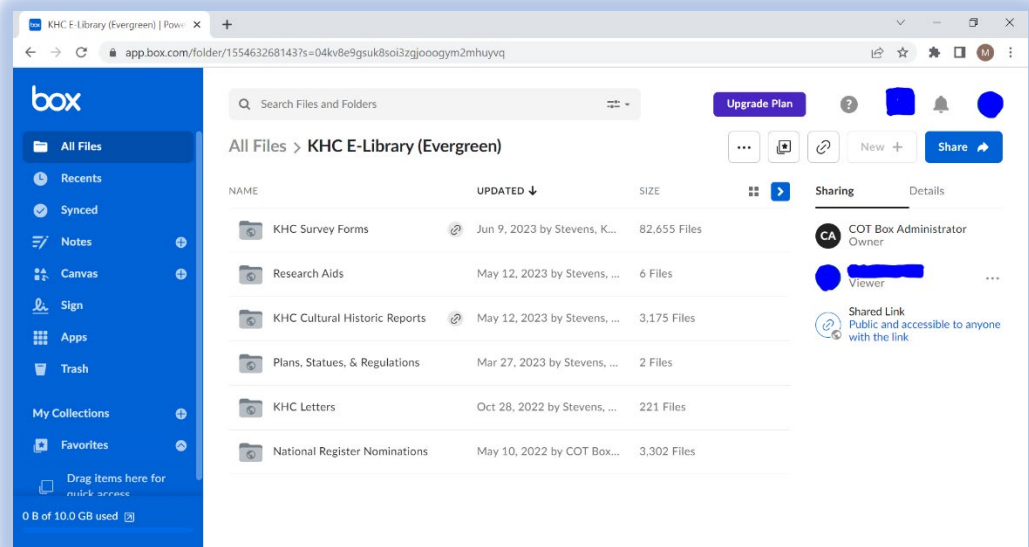 KHC E-Library (Evergreen) | Powe
app.box.com/folder/155463268143?s=04kv8e9gsuk8soi3zgjooogym2mhuyvq
M
box
All Files
Recents
Synced
Notes
Canvas
Sign
Apps
Trash
My Collections
Favorites
Drag items here for
quick access
0 B of 10.0 GB used
Search Files and Folders
Upgrade Plan
All Files > KHC E-Library (Evergreen)
New +
Share
NAME UPDATED SIZE
KHC Survey Forms Jun 9, 2023 by Stevens, K... 82,655 Files
Research Aids May 12, 2023 by Stevens, ... 6 Files
KHC Cultural Historic Reports May 12, 2023 by Stevens, ... 3,175 Files
Plans, Statues, & Regulations Mar 27, 2023 by Stevens, ... 2 Files
KHC Letters Oct 28, 2022 by Stevens, ... 221 Files
National Register Nominations May 10, 2022 by COT Box... 3,302 Files
Sharing Details
CA
COT Box Administrator
Owner
Viewer
Shared Link
Public and accessible to anyone
with the link